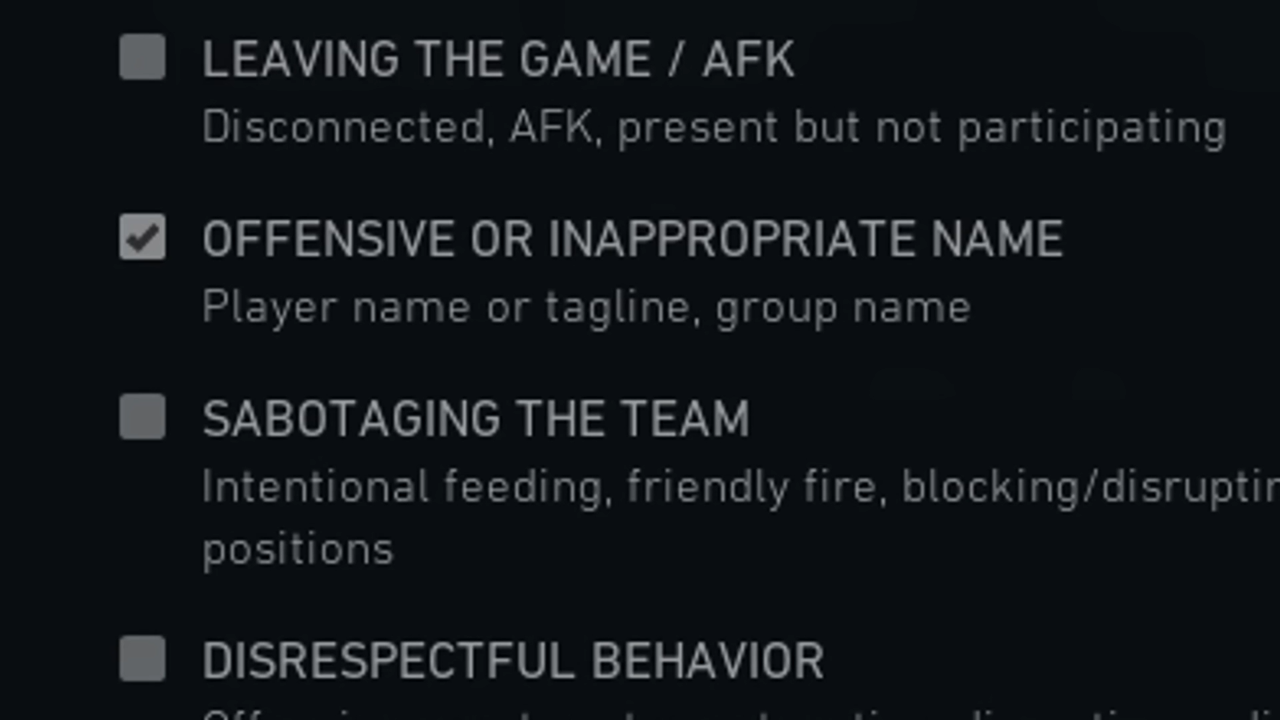 LEAVING THE GAME / AFK
Disconnected, AFK, present but not participating
OFFENSIVE OR INAPPROPRIATE NAME
Player name or tagline, group name
SABOTAGING THE TEAM
Intentional feeding, friendly fire, blocking/disruptin
positions
DISRESPECTFUL BEHAVIOR